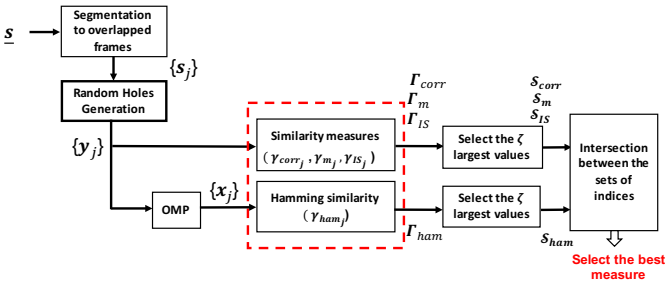 s
Segmentation
to overlapped
frames
{s_j}
Random Holes
Generation
{y_j}
OMP
{x_j}
Similarity measures
(γ_corr_j, γ_m_j, γ_IS_j)
Hamming similarity
(γ_ham_j)
Γ_corr
Γ_m
Γ_IS
Γ_ham
Select the ζ
largest values
Select the ζ
largest values
S_corr
S_m
S_IS
S_ham
Intersection
between the
sets of
indices
Select the best
measure